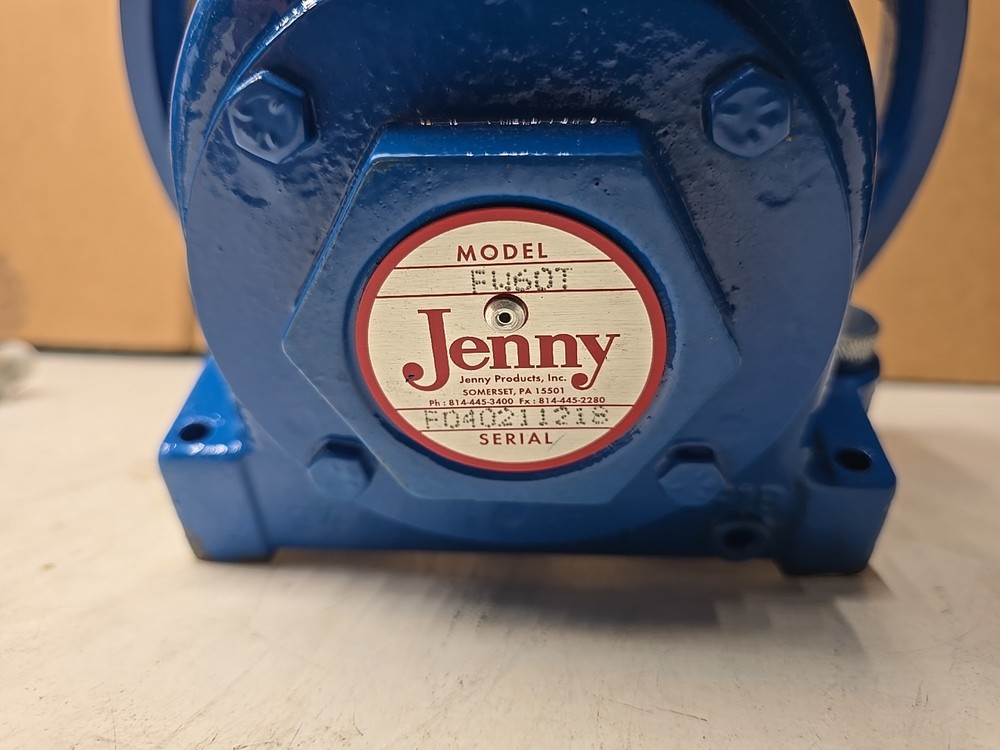 MODEL
FW60T
Jenny
Jenny Products, Inc.
SOMERSET, PA 15501
Ph : 814-445-3400 Fx : 814-445-2280
FD40211218
SERIAL